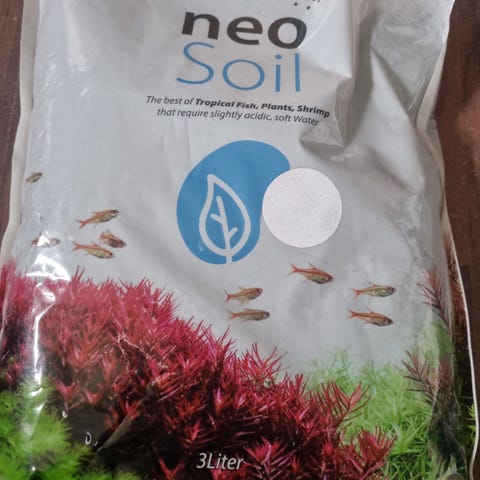 neo
Soil
The best of Tropical Fish, Plants, Shrimp
that require slightly acidic, soft Water
3Liter